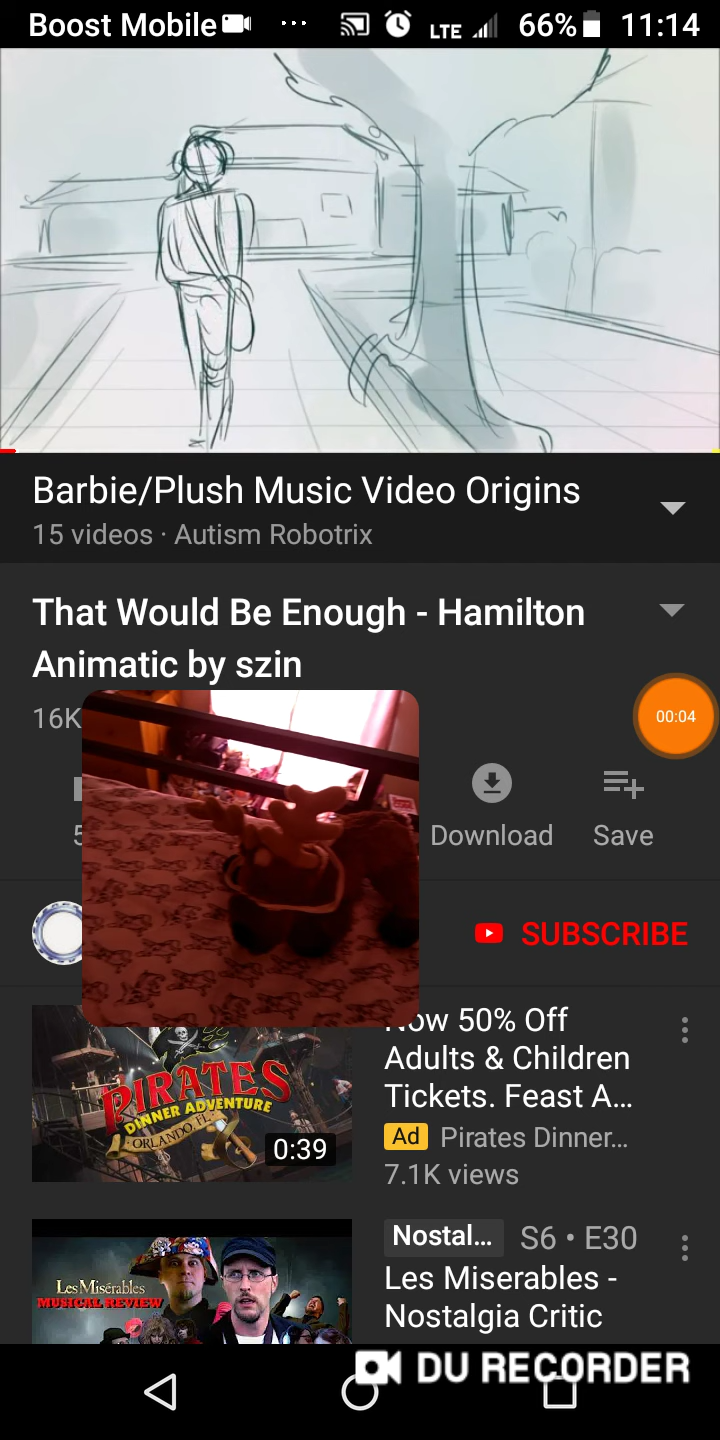 Boost Mobile ... LTE 66% 11:14
Barbie/Plush Music Video Origins
15 videos · Autism Robotrix
That Would Be Enough - Hamilton
Animatic by szin
16K
00:04
5
Download Save
SUBSCRIBE
Now 50% Off
Adults & Children
Tickets. Feast A...
Ad Pirates Dinner...
7.1K views
PIRATES
DINNER ADVENTURE
ORLANDO, FL
0:39
Nostal... S6 • E30
Les Miserables -
Nostalgia Critic
Les Misérables
MUSICAL REVIEW
DU RECORDER